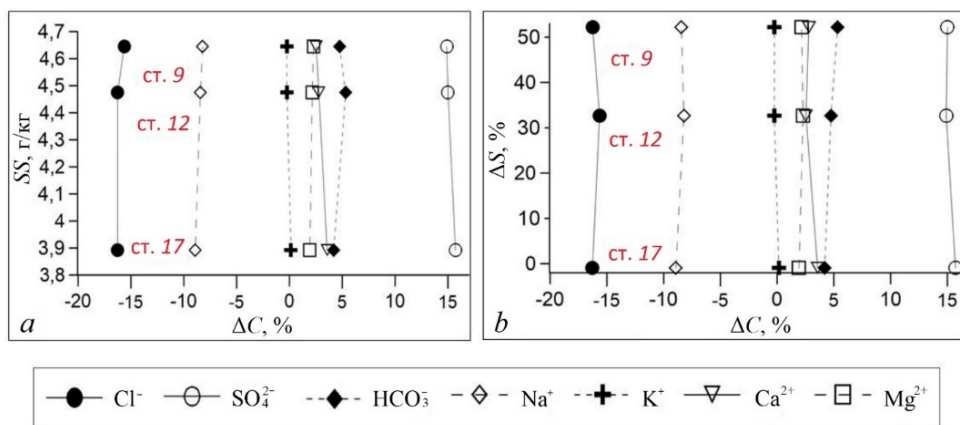 4,7
4,6
4,5
4,4
4,3
4,2
4,1
4
3,9
3,8
SS, г/кг
ст. 9
ст. 12
ст. 17
-20 -15 -10 -5 0 5 10 15
ΔC, %
a
50
40
30
20
10
0
ΔS, %
ст. 9
ст. 12
ст. 17
-20 -15 -10 -5 0 5 10 15
ΔC, %
b
Cl⁻ SO₄²⁻ HCO₃⁻ Na⁺ K⁺ Ca²⁺ Mg²⁺